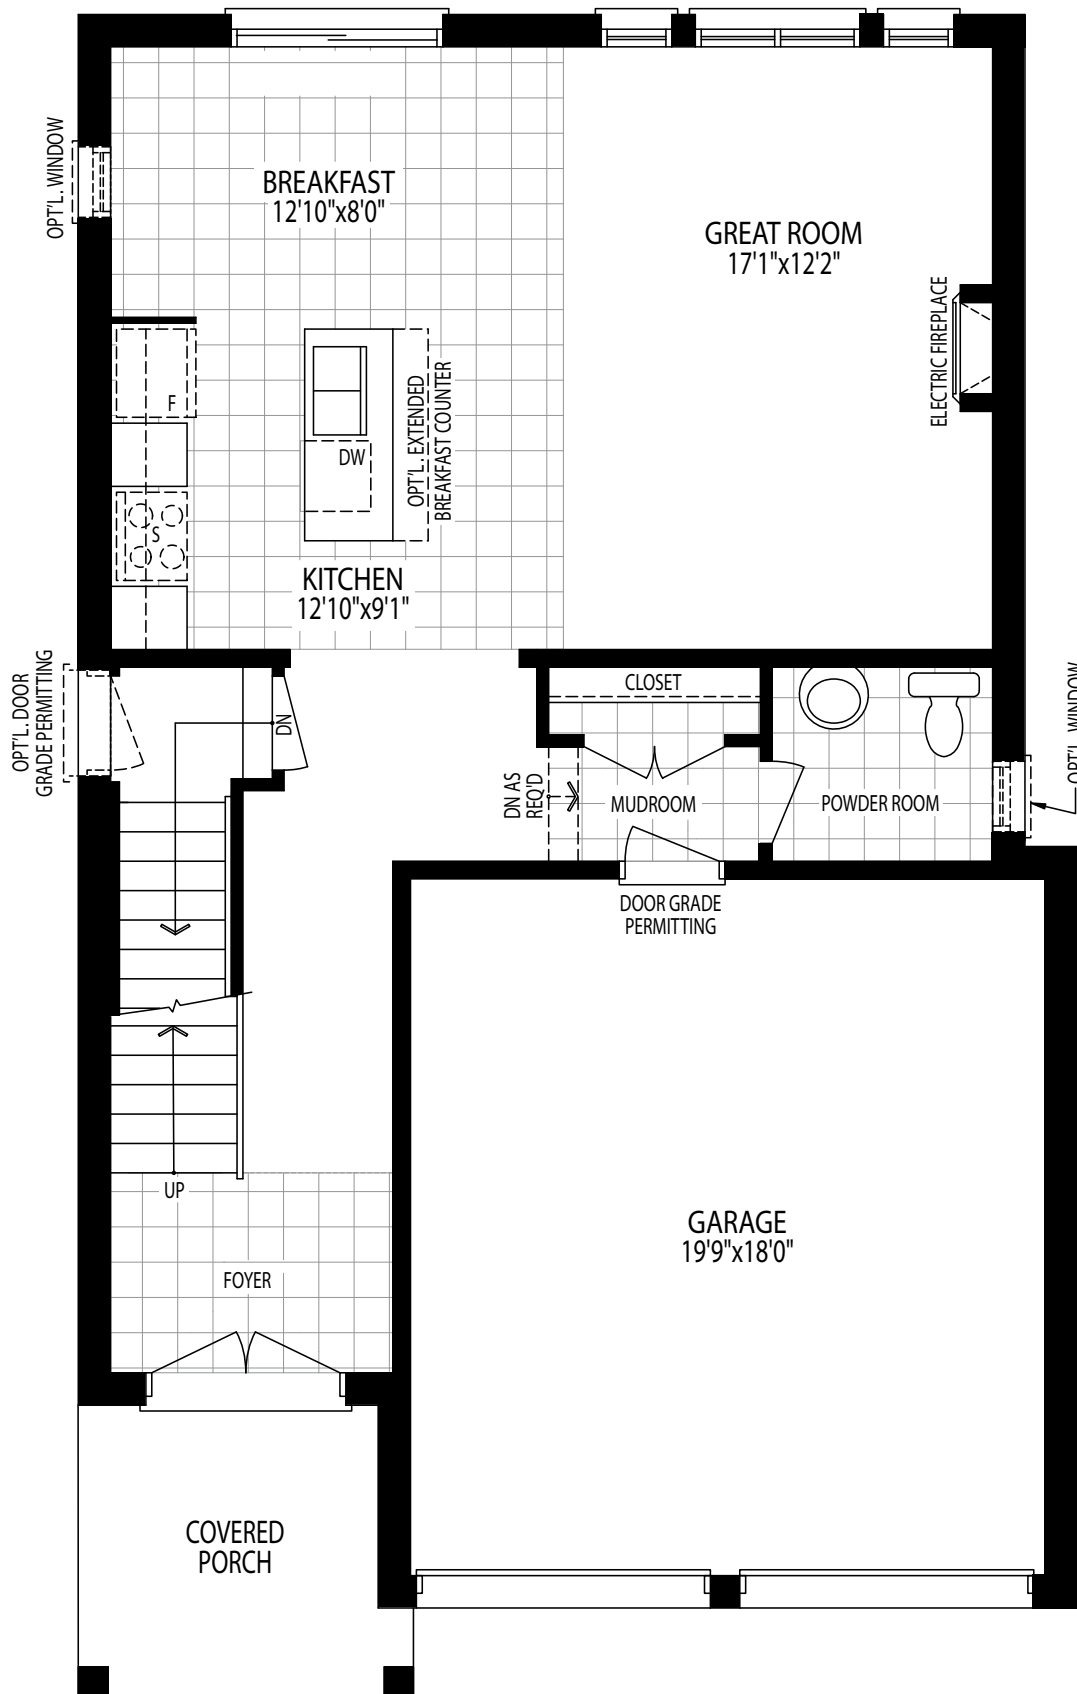 OPT'L. WINDOW
BREAKFAST
12'10"x8'0"
GREAT ROOM
17'1"x12'2"
ELECTRIC FIREPLACE
F
DW
S
OPT'L. EXTENDED
BREAKFAST COUNTER
KITCHEN
12'10"x9'1"
OPT'L. DOOR
GRADE PERMITTING
DN
CLOSET
DN AS
REQ'D
MUDROOM
POWDER ROOM
OPT'L. WINDOW
DOOR GRADE
PERMITTING
UP
FOYER
GARAGE
19'9"x18'0"
COVERED
PORCH